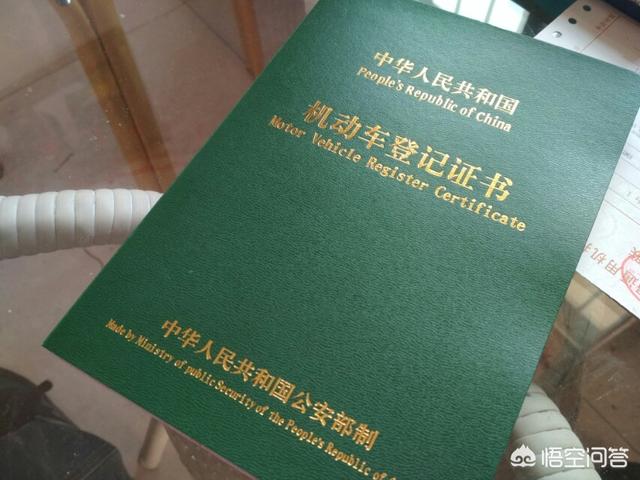 中华人民共和国
People's Republic of China
机动车登记证书
Motor Vehicle Register Certificate
中华人民共和国公安部制
Made by Ministry of public Security of the People's Republic of
悟空问答